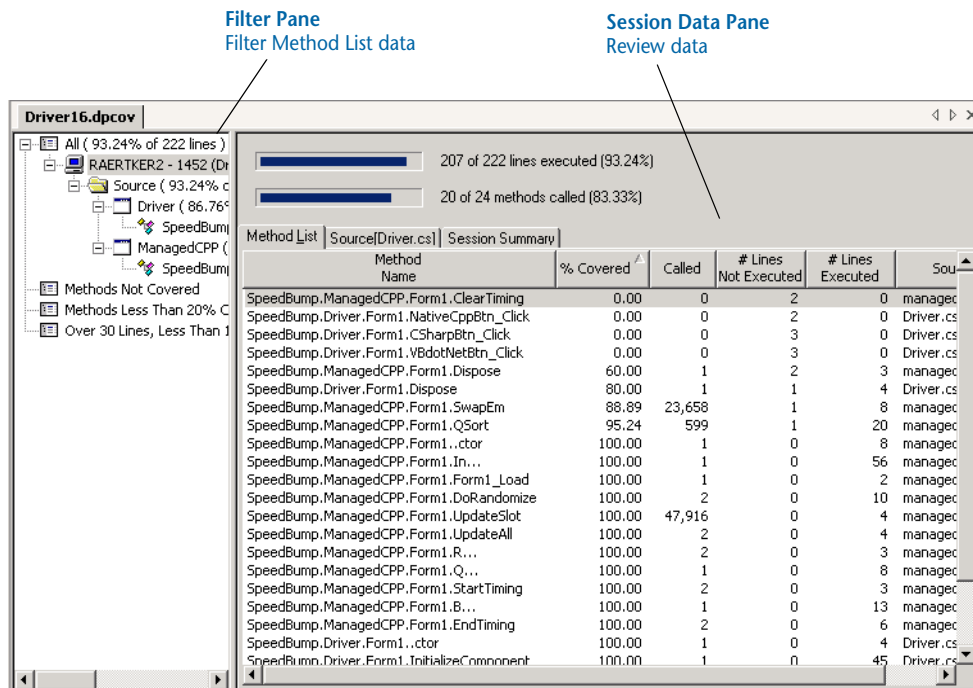 Filter Pane
Filter Method List data
Session Data Pane
Review data
Driver16.dpcov
All ( 93.24% of 222 lines )
RAERTKER2 - 1452 (Dr
Source ( 93.24% o
Driver ( 86.76%
SpeedBump
ManagedCPP (
SpeedBump
Methods Not Covered
Methods Less Than 20% C
Over 30 Lines, Less Than 1
207 of 222 lines executed (93.24%)
20 of 24 methods called (83.33%)
Method List Source[Driver.cs] Session Summary
Method Name % Covered Called # Lines Not Executed # Lines Executed Sou
SpeedBump.ManagedCPP.Form1.ClearTiming 0.00 0 2 0 managed
SpeedBump.Driver.Form1.NativeCppBtn_Click 0.00 0 2 0 Driver.cs
SpeedBump.Driver.Form1.CSharpBtn_Click 0.00 0 3 0 Driver.cs
SpeedBump.Driver.Form1.VBdotNetBtn_Click 0.00 0 3 0 Driver.cs
SpeedBump.ManagedCPP.Form1.Dispose 60.00 1 2 3 managed
SpeedBump.Driver.Form1.Dispose 80.00 1 1 4 Driver.cs
SpeedBump.ManagedCPP.Form1.SwapEm 88.89 23,658 1 8 managed
SpeedBump.ManagedCPP.Form1.QSort 95.24 599 1 20 managed
SpeedBump.ManagedCPP.Form1..ctor 100.00 1 0 8 managed
SpeedBump.ManagedCPP.Form1.In... 100.00 1 0 56 managed
SpeedBump.ManagedCPP.Form1.Form1_Load 100.00 1 0 2 managed
SpeedBump.ManagedCPP.Form1.DoRandomize 100.00 2 0 10 managed
SpeedBump.ManagedCPP.Form1.UpdateSlot 100.00 47,916 0 4 managed
SpeedBump.ManagedCPP.Form1.UpdateAll 100.00 2 0 4 managed
SpeedBump.ManagedCPP.Form1.R... 100.00 2 0 3 managed
SpeedBump.ManagedCPP.Form1.Q... 100.00 1 0 8 managed
SpeedBump.ManagedCPP.Form1.StartTiming 100.00 2 0 3 managed
SpeedBump.ManagedCPP.Form1.B... 100.00 1 0 13 managed
SpeedBump.ManagedCPP.Form1.EndTiming 100.00 2 0 6 managed
SpeedBump.Driver.Form1..ctor 100.00 1 0 4 Driver.cs
SpeedBump.Driver.Form1.InitializeComponent 100.00 1 0 45 Driver.cs